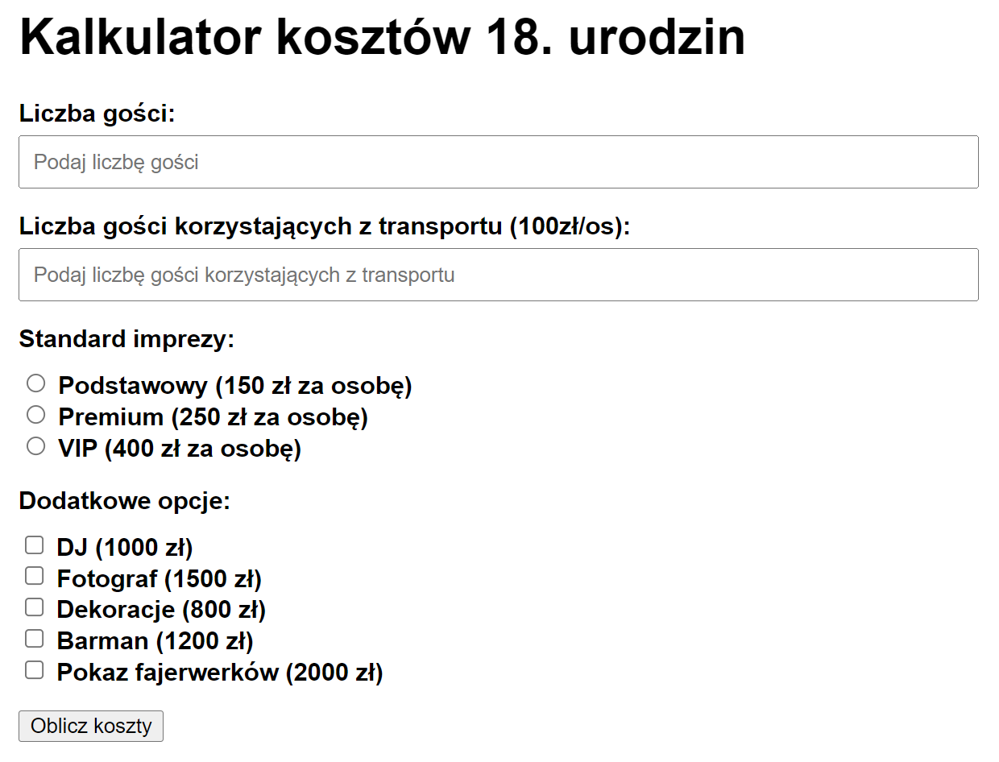 Kalkulator kosztów 18. urodzin
Liczba gości:
Podaj liczbę gości
Liczba gości korzystających z transportu (100zł/os):
Podaj liczbę gości korzystających z transportu
Standard imprezy:
Podstawowy (150 zł za osobę)
Premium (250 zł za osobę)
VIP (400 zł za osobę)
Dodatkowe opcje:
DJ (1000 zł)
Fotograf (1500 zł)
Dekoracje (800 zł)
Barman (1200 zł)
Pokaz fajerwerków (2000 zł)
Oblicz koszty